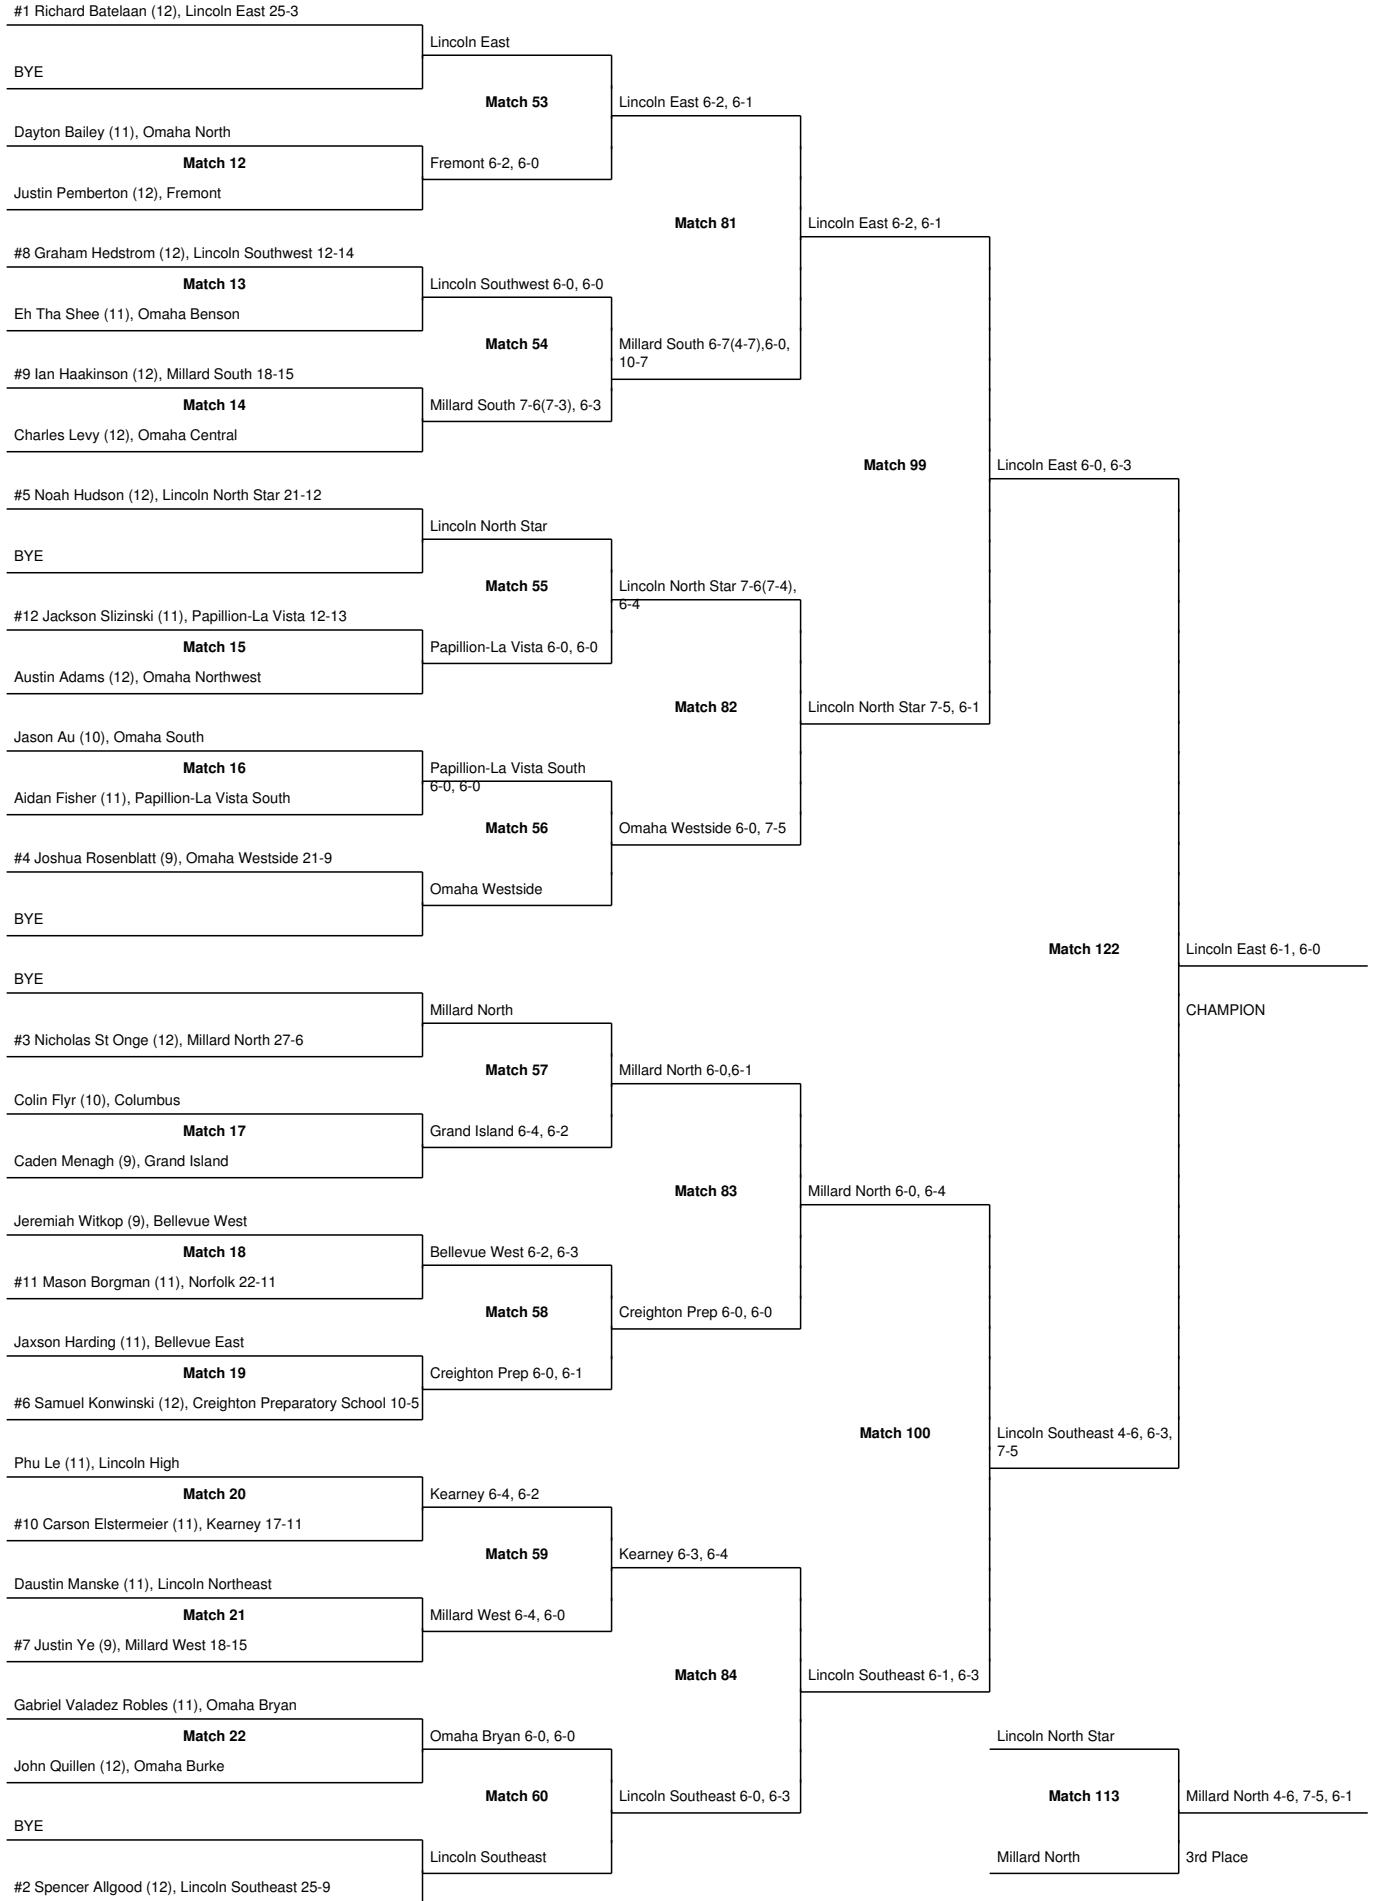 #1 Richard Batelaan (12), Lincoln East 25-3
Lincoln East
BYE
Match 53
Lincoln East 6-2, 6-1
Dayton Bailey (11), Omaha North
Match 12
Fremont 6-2, 6-0
Justin Pemberton (12), Fremont
Match 81
Lincoln East 6-2, 6-1
#8 Graham Hedstrom (12), Lincoln Southwest 12-14
Match 13
Lincoln Southwest 6-0, 6-0
Eh Tha Shee (11), Omaha Benson
Match 54
Millard South 6-7(4-7),6-0,
10-7
#9 Ian Haakinson (12), Millard South 18-15
Match 14
Millard South 7-6(7-3), 6-3
Charles Levy (12), Omaha Central
Match 99
Lincoln East 6-0, 6-3
#5 Noah Hudson (12), Lincoln North Star 21-12
Lincoln North Star
BYE
Match 55
Lincoln North Star 7-6(7-4),
6-4
#12 Jackson Slizinski (11), Papillion-La Vista 12-13
Match 15
Papillion-La Vista 6-0, 6-0
Austin Adams (12), Omaha Northwest
Match 82
Lincoln North Star 7-5, 6-1
Jason Au (10), Omaha South
Match 16
Papillion-La Vista South
6-0, 6-0
Aidan Fisher (11), Papillion-La Vista South
Match 56
Omaha Westside 6-0, 7-5
#4 Joshua Rosenblatt (9), Omaha Westside 21-9
Omaha Westside
BYE
Match 122
Lincoln East 6-1, 6-0
BYE
Millard North
CHAMPION
#3 Nicholas St Onge (12), Millard North 27-6
Match 57
Millard North 6-0,6-1
Colin Flyr (10), Columbus
Match 17
Grand Island 6-4, 6-2
Caden Menagh (9), Grand Island
Match 83
Millard North 6-0, 6-4
Jeremiah Witkop (9), Bellevue West
Match 18
Bellevue West 6-2, 6-3
#11 Mason Borgman (11), Norfolk 22-11
Match 58
Creighton Prep 6-0, 6-0
Jaxson Harding (11), Bellevue East
Match 19
Creighton Prep 6-0, 6-1
#6 Samuel Konwinski (12), Creighton Preparatory School 10-5
Match 100
Lincoln Southeast 4-6, 6-3,
7-5
Phu Le (11), Lincoln High
Match 20
Kearney 6-4, 6-2
#10 Carson Elstermeier (11), Kearney 17-11
Match 59
Kearney 6-3, 6-4
Daustin Manske (11), Lincoln Northeast
Match 21
Millard West 6-4, 6-0
#7 Justin Ye (9), Millard West 18-15
Match 84
Lincoln Southeast 6-1, 6-3
Gabriel Valadez Robles (11), Omaha Bryan
Match 22
Omaha Bryan 6-0, 6-0
Lincoln North Star
John Quillen (12), Omaha Burke
Match 60
Lincoln Southeast 6-0, 6-3
Match 113
Millard North 4-6, 7-5, 6-1
BYE
Lincoln Southeast
Millard North
3rd Place
#2 Spencer Allgood (12), Lincoln Southeast 25-9